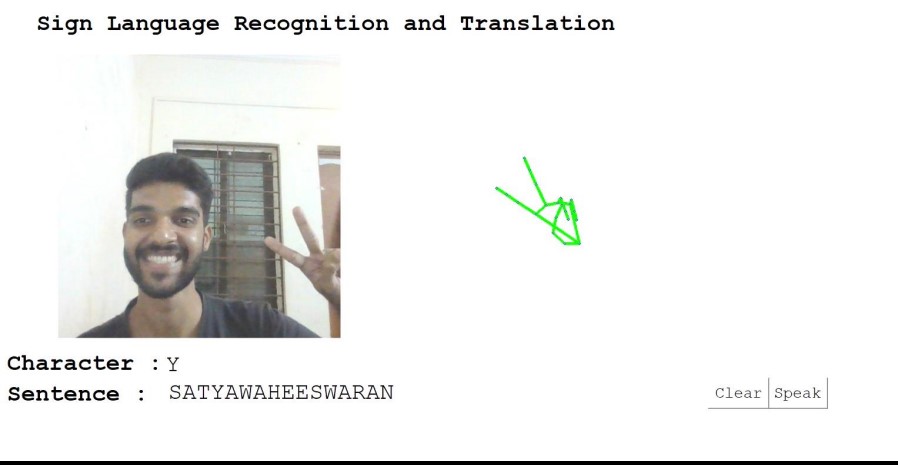 Sign Language Recognition and Translation
Character : Y
Sentence : SATYAWAHEESWARAN
Clear Speak